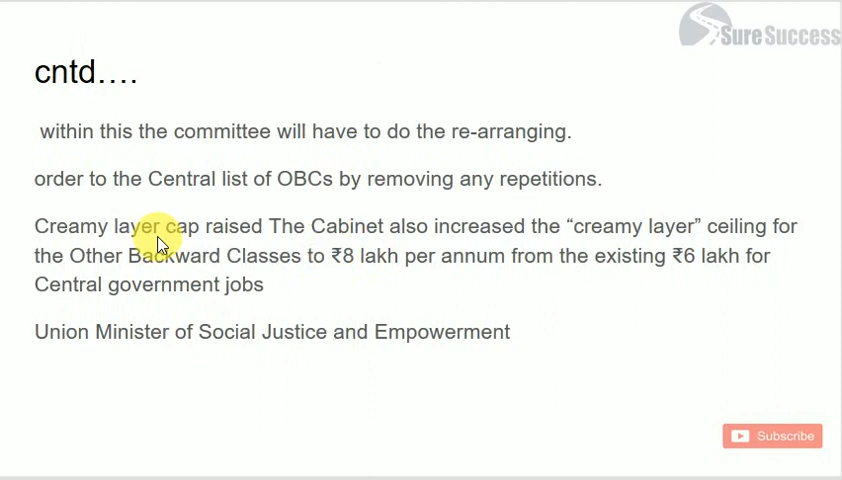 SureSuccess
cntd….
within this the committee will have to do the re-arranging.
order to the Central list of OBCs by removing any repetitions.
Creamy layer cap raised The Cabinet also increased the “creamy layer” ceiling for
the Other Backward Classes to ₹8 lakh per annum from the existing ₹6 lakh for
Central government jobs
Union Minister of Social Justice and Empowerment
Subscribe